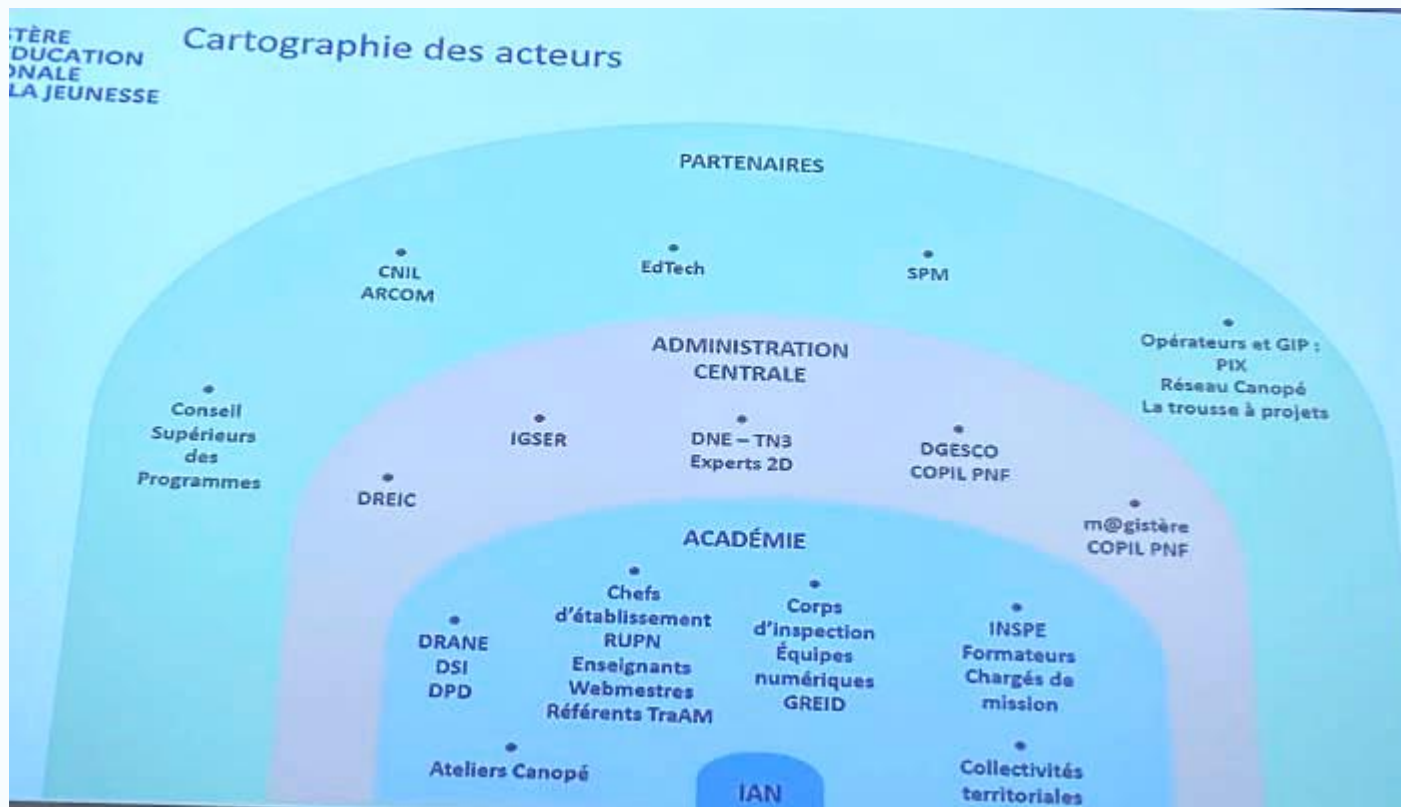 TÈRE
DUCATION
ONALE
LA JEUNESSE
Cartographie des acteurs
PARTENAIRES
CNIL
ARCOM
EdTech
SPM
Opérateurs et GIP :
PIX
Réseau Canopé
La trousse à projets
Conseil
Supérieurs
des
Programmes
ADMINISTRATION
CENTRALE
IGSER
DNE – TN3
Experts 2D
DGESCO
COPIL PNF
DREIC
m@gistère
COPIL PNF
ACADÉMIE
DRANE
DSI
DPD
Chefs
d'établissement
RUPN
Enseignants
Webmestres
Référents TraAM
Corps
d'inspection
Équipes
numériques
GREID
INSPE
Formateurs
Chargés de
mission
Ateliers Canopé
IAN
Collectivités
territoriales